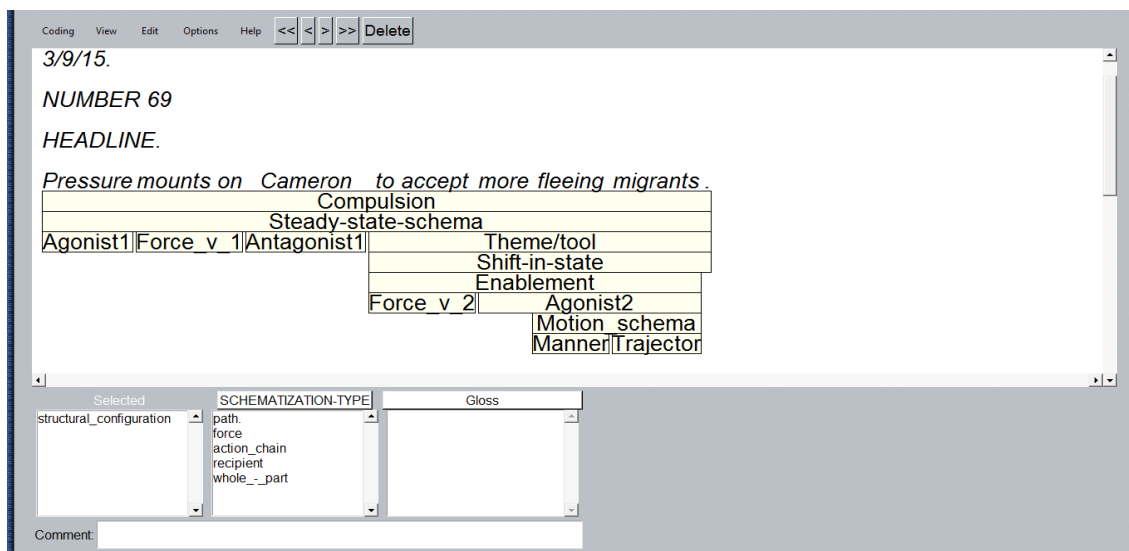 Coding View Edit Options Help << < > >> Delete
3/9/15.
NUMBER 69
HEADLINE.
Pressure mounts on Cameron to accept more fleeing migrants .
Compulsion
Steady-state-schema
Agonist1 Force_v_1 Antagonist1 Theme/tool
Shift-in-state
Enablement
Force_v_2 Agonist2
Motion_schema
Manner Trajector
Selected SCHEMATIZATION-TYPE Gloss
structural_configuration path.
force
action_chain
recipient
whole_-_part
Comment: